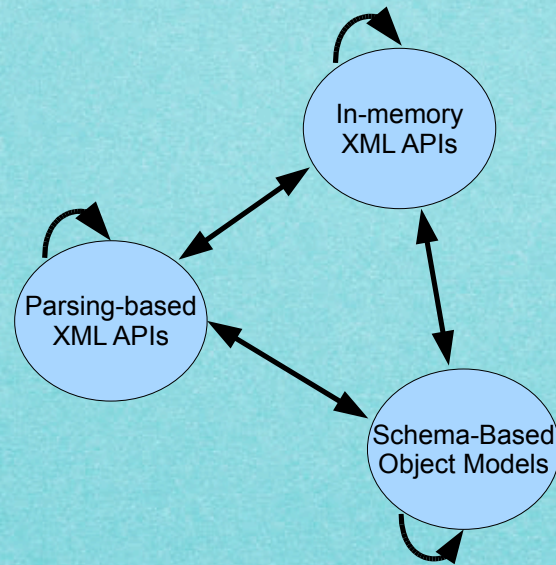 In-memory
XML APIs
Parsing-based
XML APIs
Schema-Based
Object Models